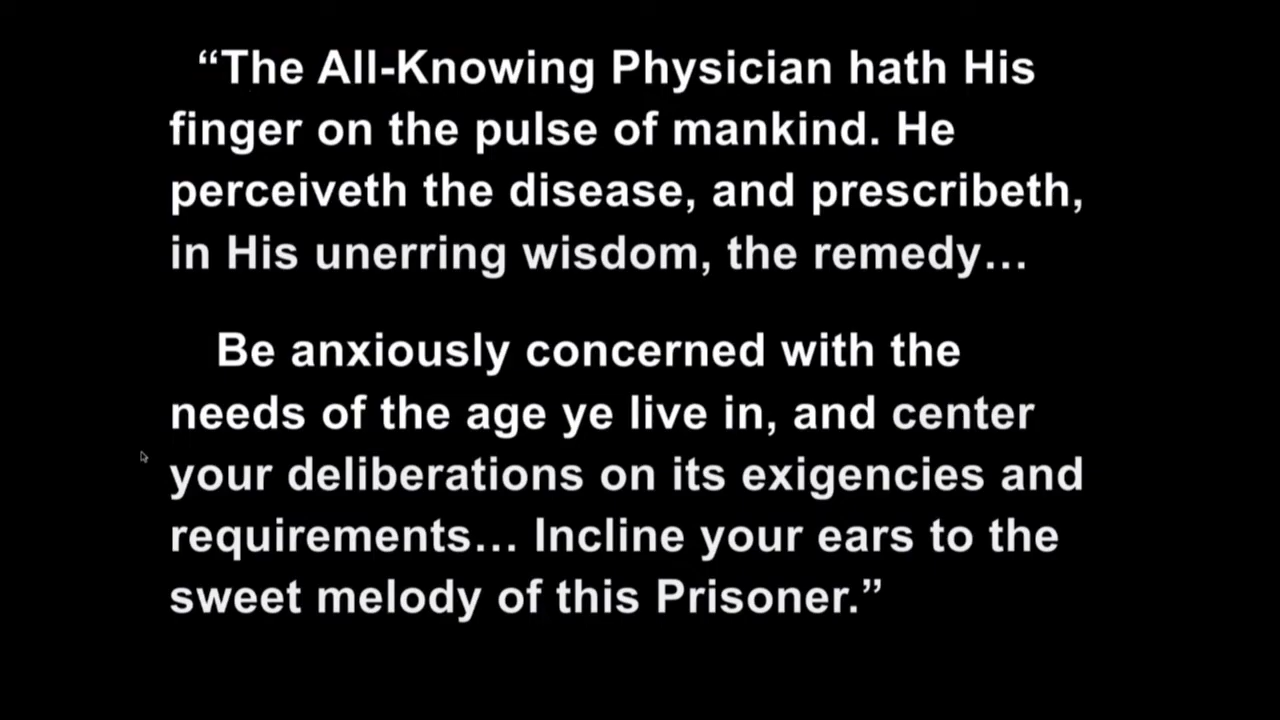 “The All-Knowing Physician hath His
finger on the pulse of mankind. He
perceiveth the disease, and prescribeth,
in His unerring wisdom, the remedy…
Be anxiously concerned with the
needs of the age ye live in, and center
your deliberations on its exigencies and
requirements… Incline your ears to the
sweet melody of this Prisoner.”